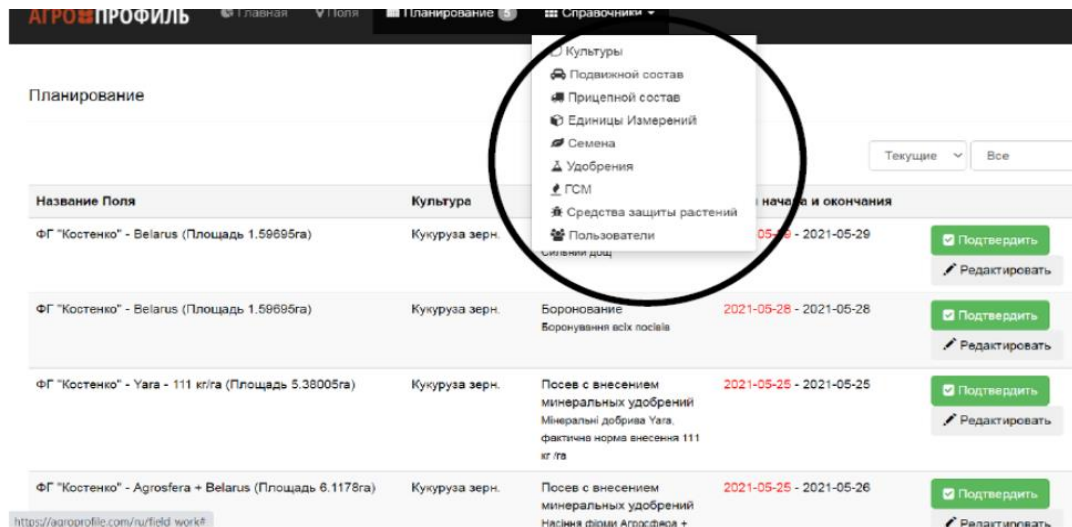 АГРОПРОФИЛЬ Главная Поля Планирование 5 Справочники
Культуры
Подвижной состав
Планирование
Прицепной состав
Единицы Измерений
Семена
Текущие Все
Удобрения
ГСМ
Название Поля Культура начала и окончания
Средства защиты растений
ФГ "Костенко" - Belarus (Площадь 1.59695га) Кукуруза зерн. Пользователи - 2021-05-29 Подтвердить
Сильний дощ
Редактировать
ФГ "Костенко" - Belarus (Площадь 1.59695га) Кукуруза зерн. Боронование 2021-05-28 - 2021-05-28 Подтвердить
Боронування всіх посівів
Редактировать
ФГ "Костенко" - Yara - 111 кг/га (Площадь 5.38005га) Кукуруза зерн. Посев с внесением 2021-05-25 - 2021-05-25 Подтвердить
минеральных удобрений
Мінеральні добрива Yara, Редактировать
фактична норма внесення 111
кг /га
ФГ "Костенко" - Agrosfera + Belarus (Площадь 6.1178га) Кукуруза зерн. Посев с внесением 2021-05-25 - 2021-05-26 Подтвердить
минеральных удобрений
https://agroprofile.com/ru/field_work# Насіння фірми Агросфера + Редактировать